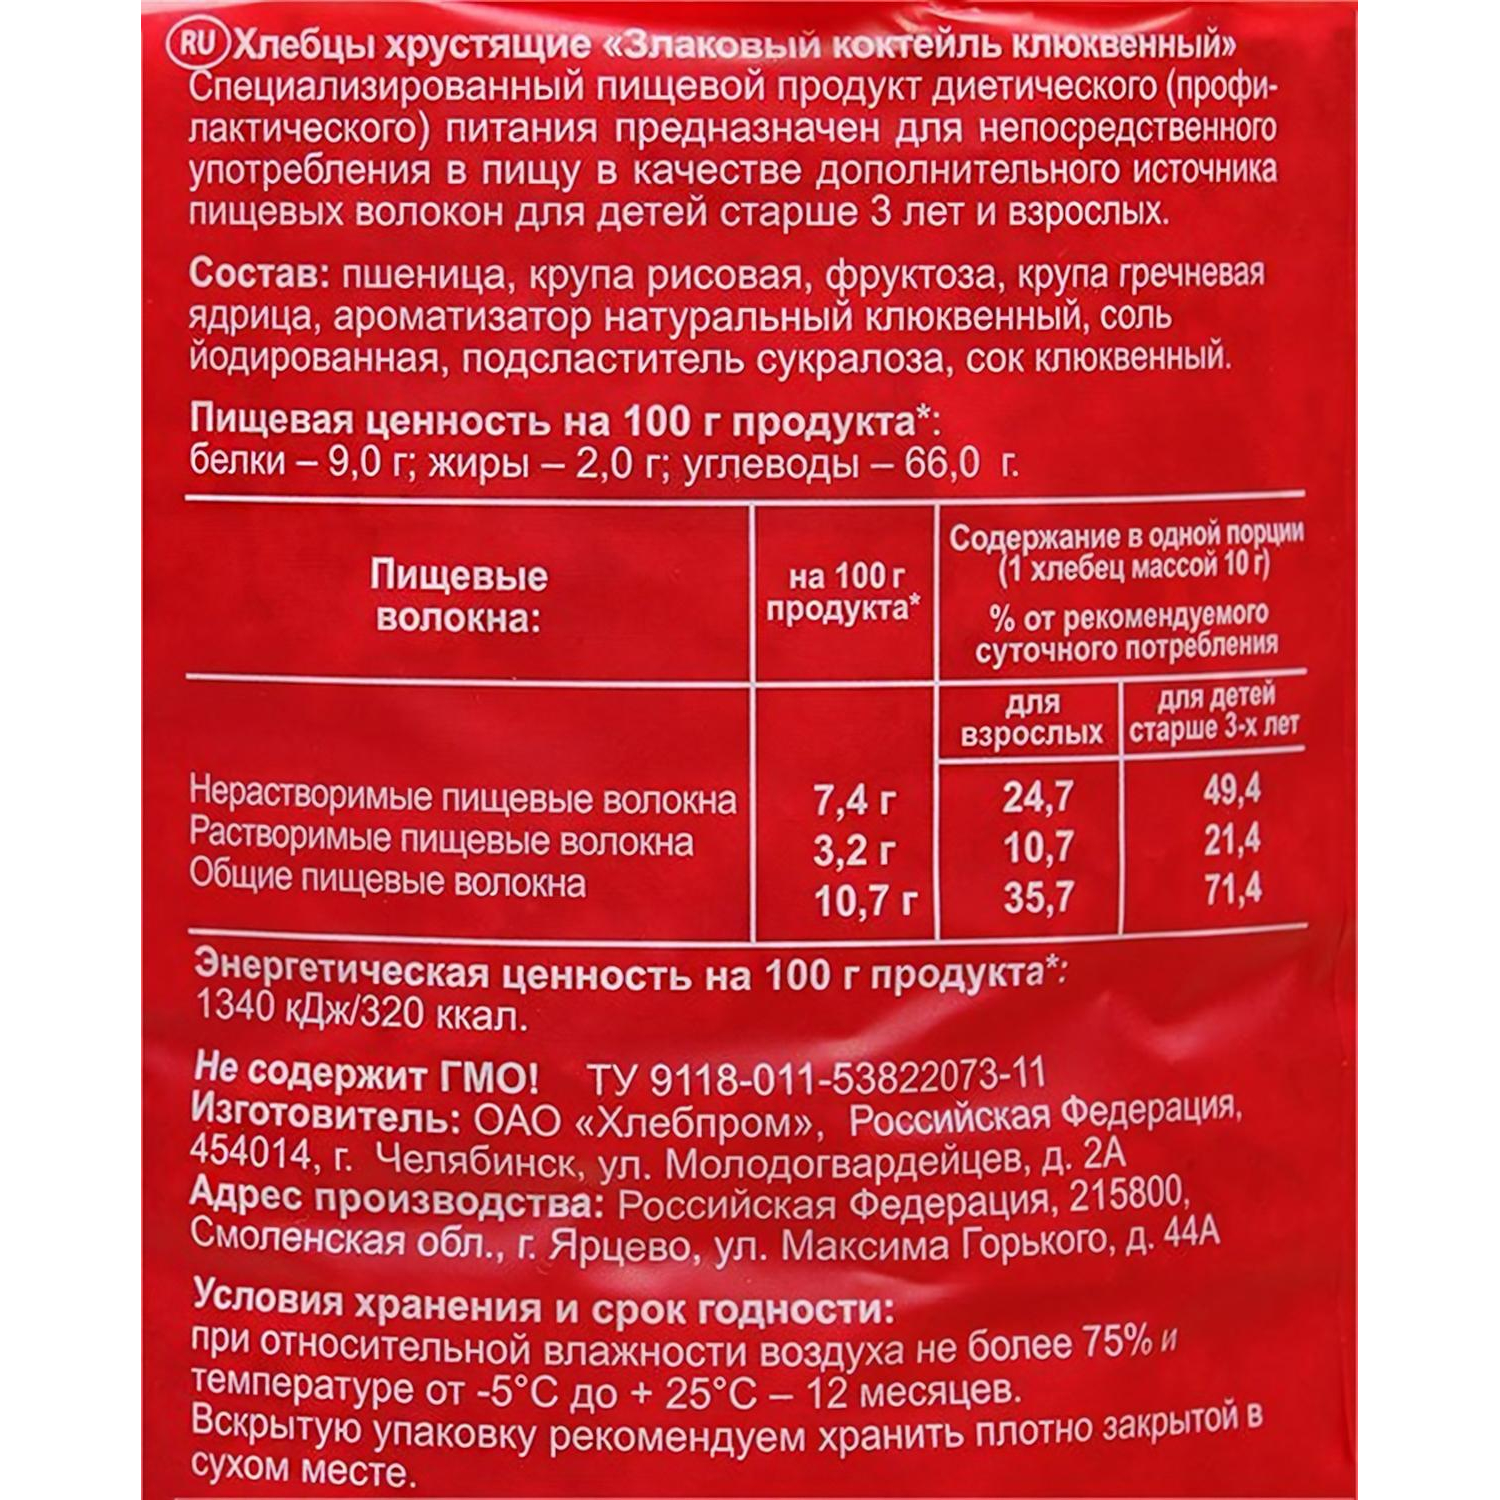 RU Хлебцы хрустящие «Злаковый коктейль клюквенный»
Специализированный пищевой продукт диетического (профи-
лактического) питания предназначен для непосредственного
употребления в пищу в качестве дополнительного источника
пищевых волокон для детей старше 3 лет и взрослых.
Состав: пшеница, крупа рисовая, фруктоза, крупа гречневая
ядрица, ароматизатор натуральный клюквенный, соль
йодированная, подсластитель сукралоза, сок клюквенный.
Пищевая ценность на 100 г продукта*:
белки – 9,0 г; жиры – 2,0 г; углеводы – 66,0 г.
Пищевые
волокна:
на 100 г
продукта*
Содержание в одной порции
(1 хлебец массой 10 г)
% от рекомендуемого
суточного потребления
для
взрослых
для детей
старше 3-х лет
Нерастворимые пищевые волокна 7,4 г 24,7 49,4
Растворимые пищевые волокна 3,2 г 10,7 21,4
Общие пищевые волокна 10,7 г 35,7 71,4
Энергетическая ценность на 100 г продукта*:
1340 кДж/320 ккал.
Не содержит ГМО! ТУ 9118-011-53822073-11
Изготовитель: ОАО «Хлебпром», Российская Федерация,
454014, г. Челябинск, ул. Молодогвардейцев, д. 2А
Адрес производства: Российская Федерация, 215800,
Смоленская обл., г. Ярцево, ул. Максима Горького, д. 44А
Условия хранения и срок годности:
при относительной влажности воздуха не более 75% и
температуре от -5°С до + 25°С – 12 месяцев.
Вскрытую упаковку рекомендуем хранить плотно закрытой в
сухом месте.